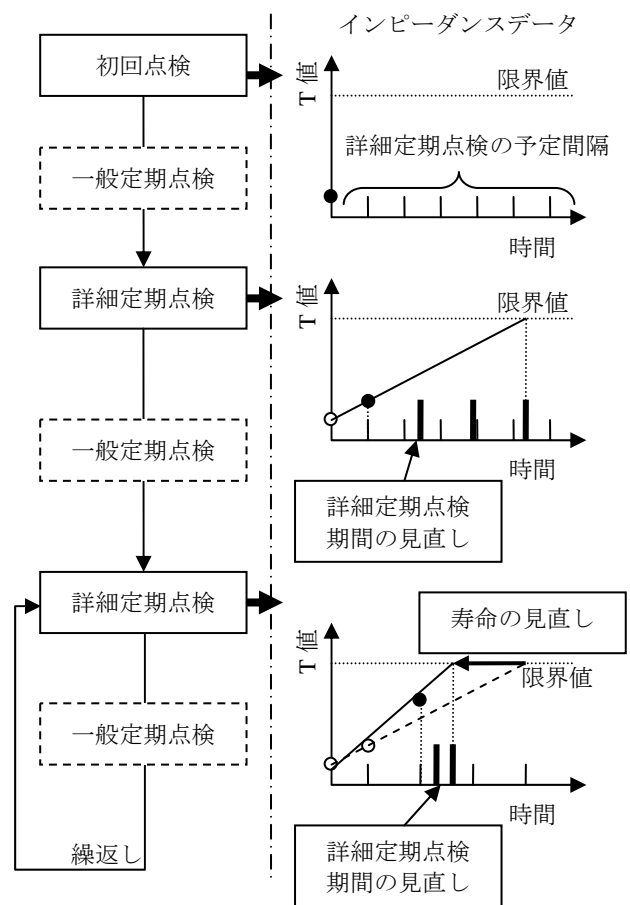 インピーダンスデータ
初回点検
T 値
限界値
一般定期点検
詳細定期点検の予定間隔
時間
詳細定期点検
T 値
限界値
一般定期点検
時間
詳細定期点検
期間の見直し
詳細定期点検
寿命の見直し
T 値
限界値
一般定期点検
時間
繰返し
詳細定期点検
期間の見直し